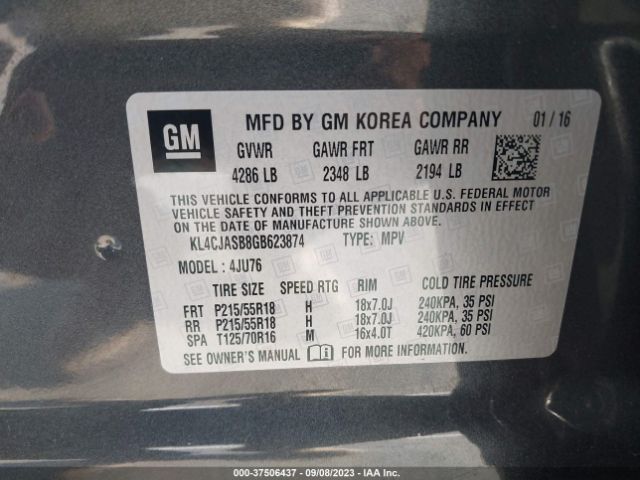 GM
MFD BY GM KOREA COMPANY 01 / 16
GVWR GAWR FRT GAWR RR
4286 LB 2348 LB 2194 LB
THIS VEHICLE CONFORMS TO ALL APPLICABLE U.S. FEDERAL MOTOR
VEHICLE SAFETY AND THEFT PREVENTION STANDARDS IN EFFECT
ON THE DATE OF MANUFACTURE SHOWN ABOVE.
KL4CJASB8GB623874 TYPE: MPV
MODEL : 4JU76
TIRE SIZE SPEED RTG RIM COLD TIRE PRESSURE
FRT P215/55R18 H 18x7.0J 240KPA, 35 PSI
RR P215/55R18 H 18x7.0J 240KPA, 35 PSI
SPA T125/70R16 M 16x4.0T 420KPA, 60 PSI
SEE OWNER'S MANUAL FOR MORE INFORMATION.
000-37506437 - 09/08/2023 - IAA Inc.